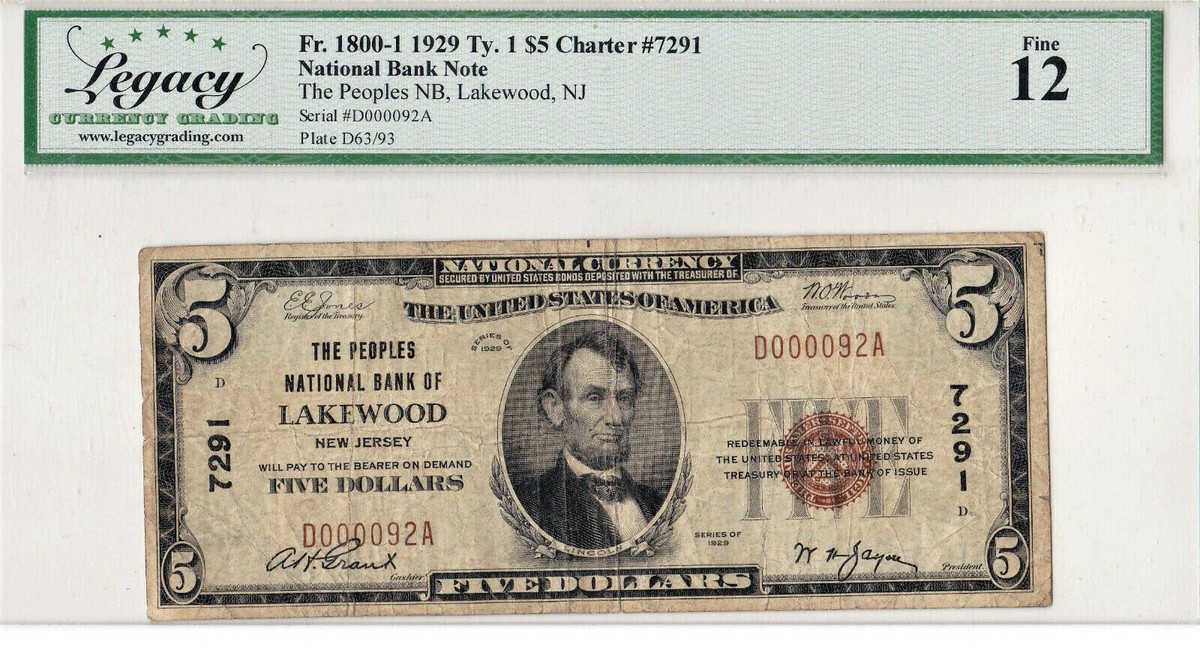 Legacy
CURRENCY GRADING
www.legacygrading.com
Fr. 1800-1 1929 Ty. 1 $5 Charter #7291
National Bank Note
The Peoples NB, Lakewood, NJ
Serial #D000092A
Plate D63/93
Fine
12
NATIONAL CURRENCY
SECURED BY UNITED STATES BONDS DEPOSITED WITH THE TREASURER OF
THE UNITED STATES OF AMERICA
5
5
E.E. Jones
Register of the Treasury.
W.O. Woods
Treasurer of the United States.
SERIES OF
1929
THE PEOPLES
NATIONAL BANK OF
LAKEWOOD
NEW JERSEY
WILL PAY TO THE BEARER ON DEMAND
FIVE DOLLARS
D
7291
D000092A
D000092A
FIVE
REDEEMABLE IN LAWFUL MONEY OF
THE UNITED STATES AT UNITED STATES
TREASURY OR AT THE BANK OF ISSUE
7291
D
SERIES OF
1929
LINCOLN
A.H. Grant
Cashier
President.
5
FIVE DOLLARS
5